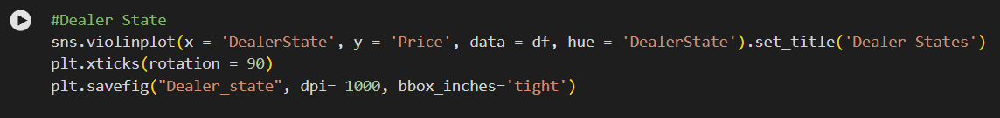 #Dealer State
sns.violinplot(x = 'DealerState', y = 'Price', data = df, hue = 'DealerState').set_title('Dealer States')
plt.xticks(rotation = 90)
plt.savefig("Dealer_state", dpi= 1000, bbox_inches='tight')